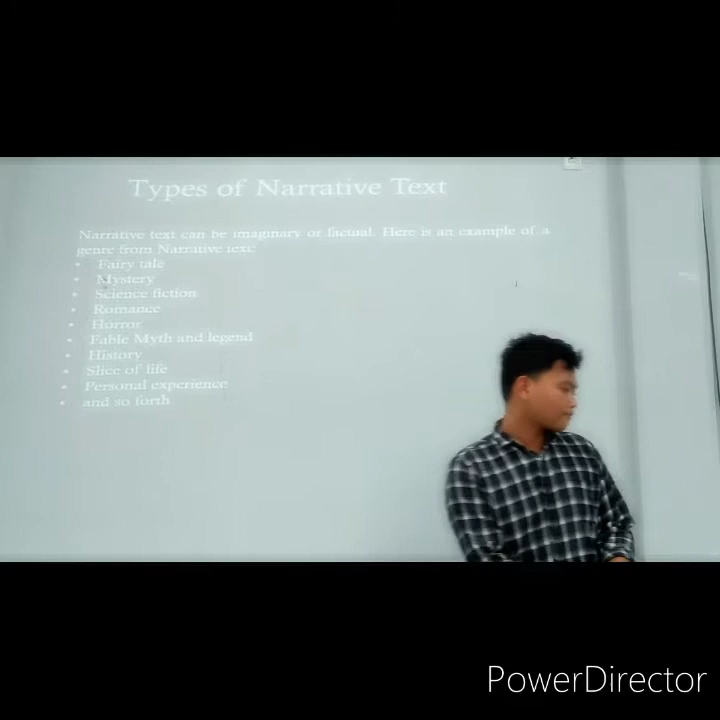 Types of Narrative Text
Narrative text can be imaginary or factual. Here is an example of a
genre from Narrative text:
• Fairy tale
• Mystery
• Science fiction
• Romance
• Horror
• Fable Myth and legend
• History
• Slice of life
• Personal experience
• and so forth
PowerDirector